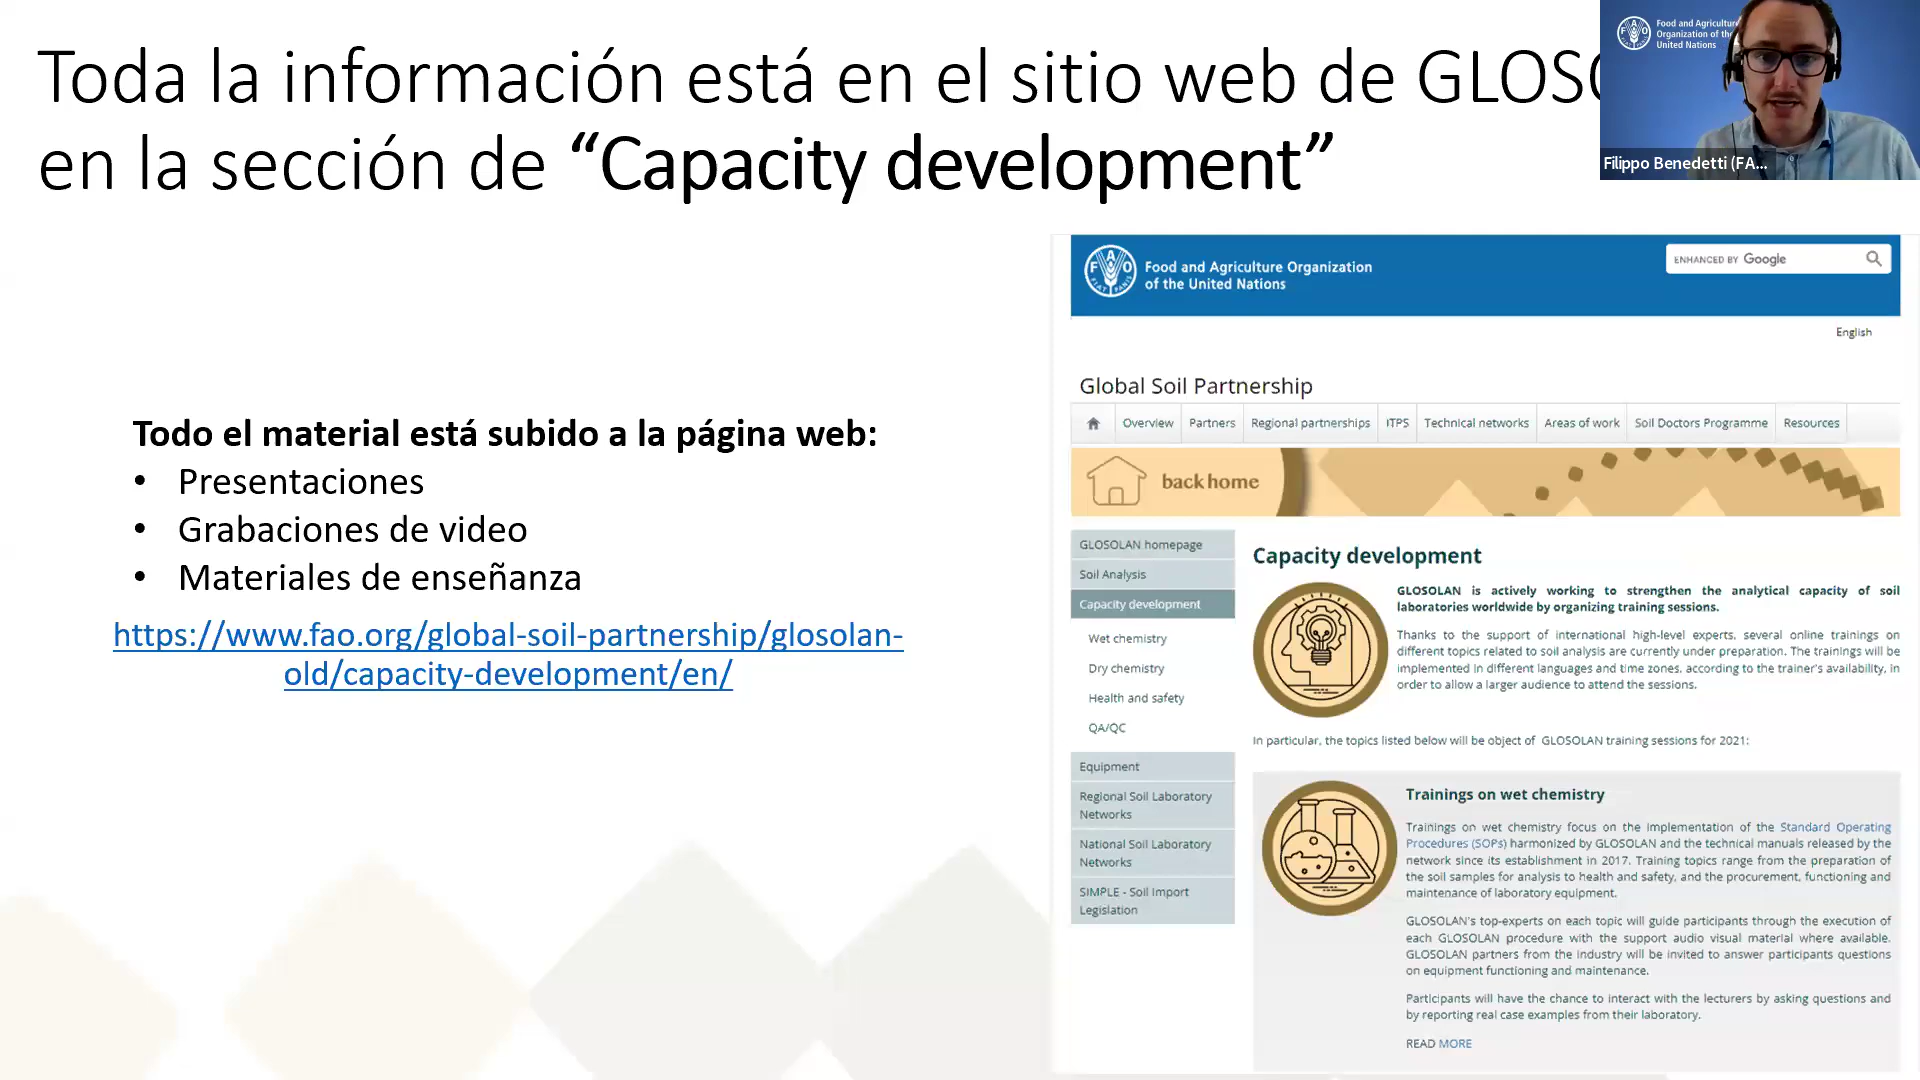 Toda la información está en el sitio web de GLOSO
en la sección de “Capacity development”
Food and Agriculture
Organization of the
United Nations
Filippo Benedetti (FA...
Todo el material está subido a la página web:
• Presentaciones
• Grabaciones de video
• Materiales de enseñanza
https://www.fao.org/global-soil-partnership/glosolan-
old/capacity-development/en/
FAO
FIAT PANIS
Food and Agriculture Organization
of the United Nations
ENHANCED BY Google
English
Global Soil Partnership
Overview Partners Regional partnerships ITPS Technical networks Areas of work Soil Doctors Programme Resources
back home
GLOSOLAN homepage
Soil Analysis
Capacity development
Wet chemistry
Dry chemistry
Health and safety
QA/QC
Equipment
Regional Soil Laboratory
Networks
National Soil Laboratory
Networks
SIMPLE - Soil Import
Legislation
Capacity development
GLOSOLAN is actively working to strengthen the analytical capacity of soil
laboratories worldwide by organizing training sessions.
Thanks to the support of international high-level experts, several online trainings on
different topics related to soil analysis are currently under preparation. The trainings will be
implemented in different languages and time zones, according to the trainer's availability, in
order to allow a larger audience to attend the sessions.
In particular, the topics listed below will be object of GLOSOLAN training sessions for 2021:
Trainings on wet chemistry
Trainings on wet chemistry focus on the implementation of the Standard Operating
Procedures (SOPs) harmonized by GLOSOLAN and the technical manuals released by the
network since its establishment in 2017. Training topics range from the preparation of
the soil samples for analysis to health and safety, and the procurement, functioning and
maintenance of laboratory equipment.
GLOSOLAN's top-experts on each topic will guide participants through the execution of
each GLOSOLAN procedure with the support audio visual material where available.
GLOSOLAN partners from the industry will be invited to answer participants questions
on equipment functioning and maintenance.
Participants will have the chance to interact with the lecturers by asking questions and
by reporting real case examples from their laboratory.
READ MORE